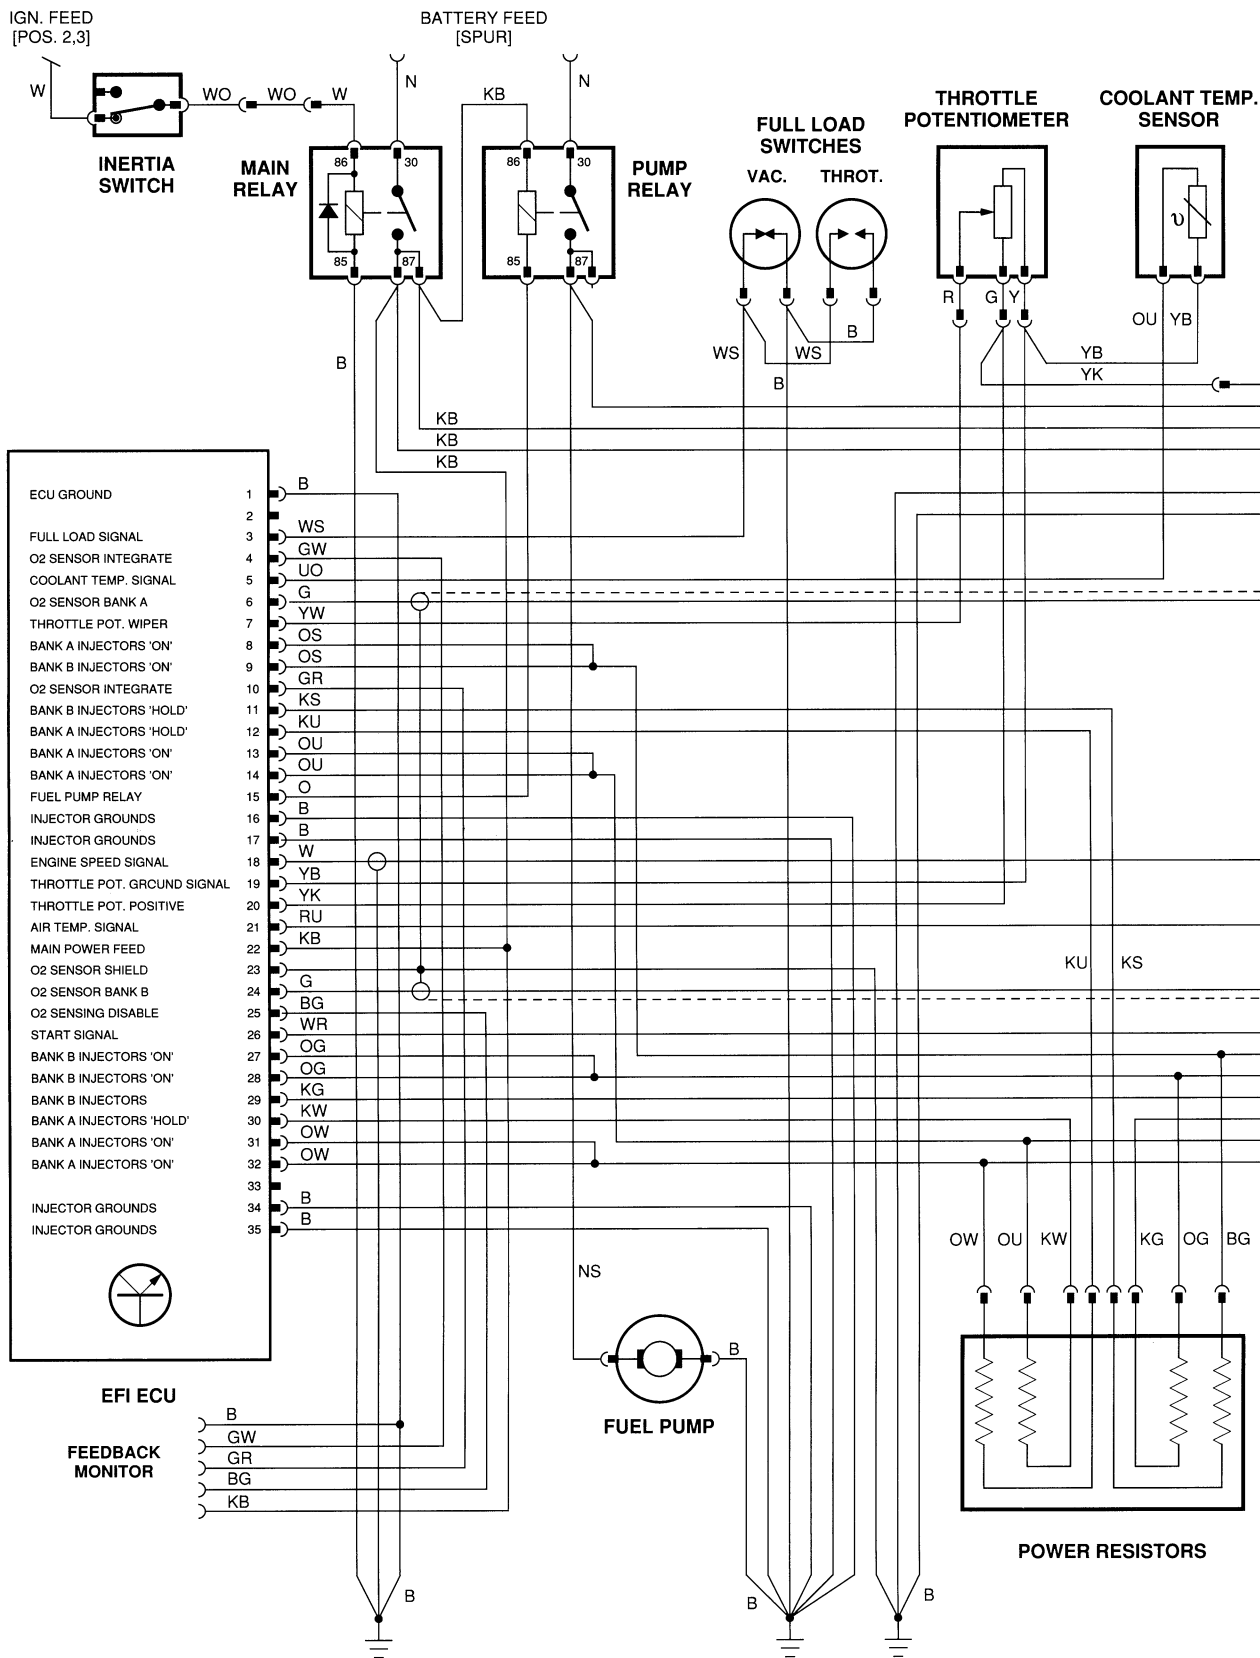 IGN. FEED
[POS. 2,3]
BATTERY FEED
[SPUR]
W
WO
WO
W
N
KB
N
INERTIA
SWITCH
MAIN
RELAY
86
30
85
87
PUMP
RELAY
86
30
85
87
FULL LOAD
SWITCHES
VAC.
THROT.
THROTTLE
POTENTIOMETER
COOLANT TEMP.
SENSOR
υ
R
G
Y
OU
YB
WS
WS
B
B
YB
YK
B
KB
KB
KB
ECU GROUND 1 B
2
FULL LOAD SIGNAL 3 WS
O2 SENSOR INTEGRATE 4 GW
COOLANT TEMP. SIGNAL 5 UO
O2 SENSOR BANK A 6 G
THROTTLE POT. WIPER 7 YW
BANK A INJECTORS 'ON' 8 OS
BANK B INJECTORS 'ON' 9 OS
O2 SENSOR INTEGRATE 10 GR
BANK B INJECTORS 'HOLD' 11 KS
BANK A INJECTORS 'HOLD' 12 KU
BANK A INJECTORS 'ON' 13 OU
BANK A INJECTORS 'ON' 14 OU
FUEL PUMP RELAY 15 O
INJECTOR GROUNDS 16 B
INJECTOR GROUNDS 17 B
ENGINE SPEED SIGNAL 18 W
THROTTLE POT. GRCUND SIGNAL 19 YB
THROTTLE POT. POSITIVE 20 YK
AIR TEMP. SIGNAL 21 RU
MAIN POWER FEED 22 KB
O2 SENSOR SHIELD 23
O2 SENSOR BANK B 24 G
O2 SENSING DISABLE 25 BG
START SIGNAL 26 WR
BANK B INJECTORS 'ON' 27 OG
BANK B INJECTORS 'ON' 28 OG
BANK B INJECTORS 29 KG
BANK A INJECTORS 'HOLD' 30 KW
BANK A INJECTORS 'ON' 31 OW
BANK A INJECTORS 'ON' 32 OW
33
INJECTOR GROUNDS 34 B
INJECTOR GROUNDS 35 B
KU
KS
OW
OU
KW
KG
OG
BG
NS
B
EFI ECU
FUEL PUMP
FEEDBACK
MONITOR
B
GW
GR
BG
KB
POWER RESISTORS
B
B
B